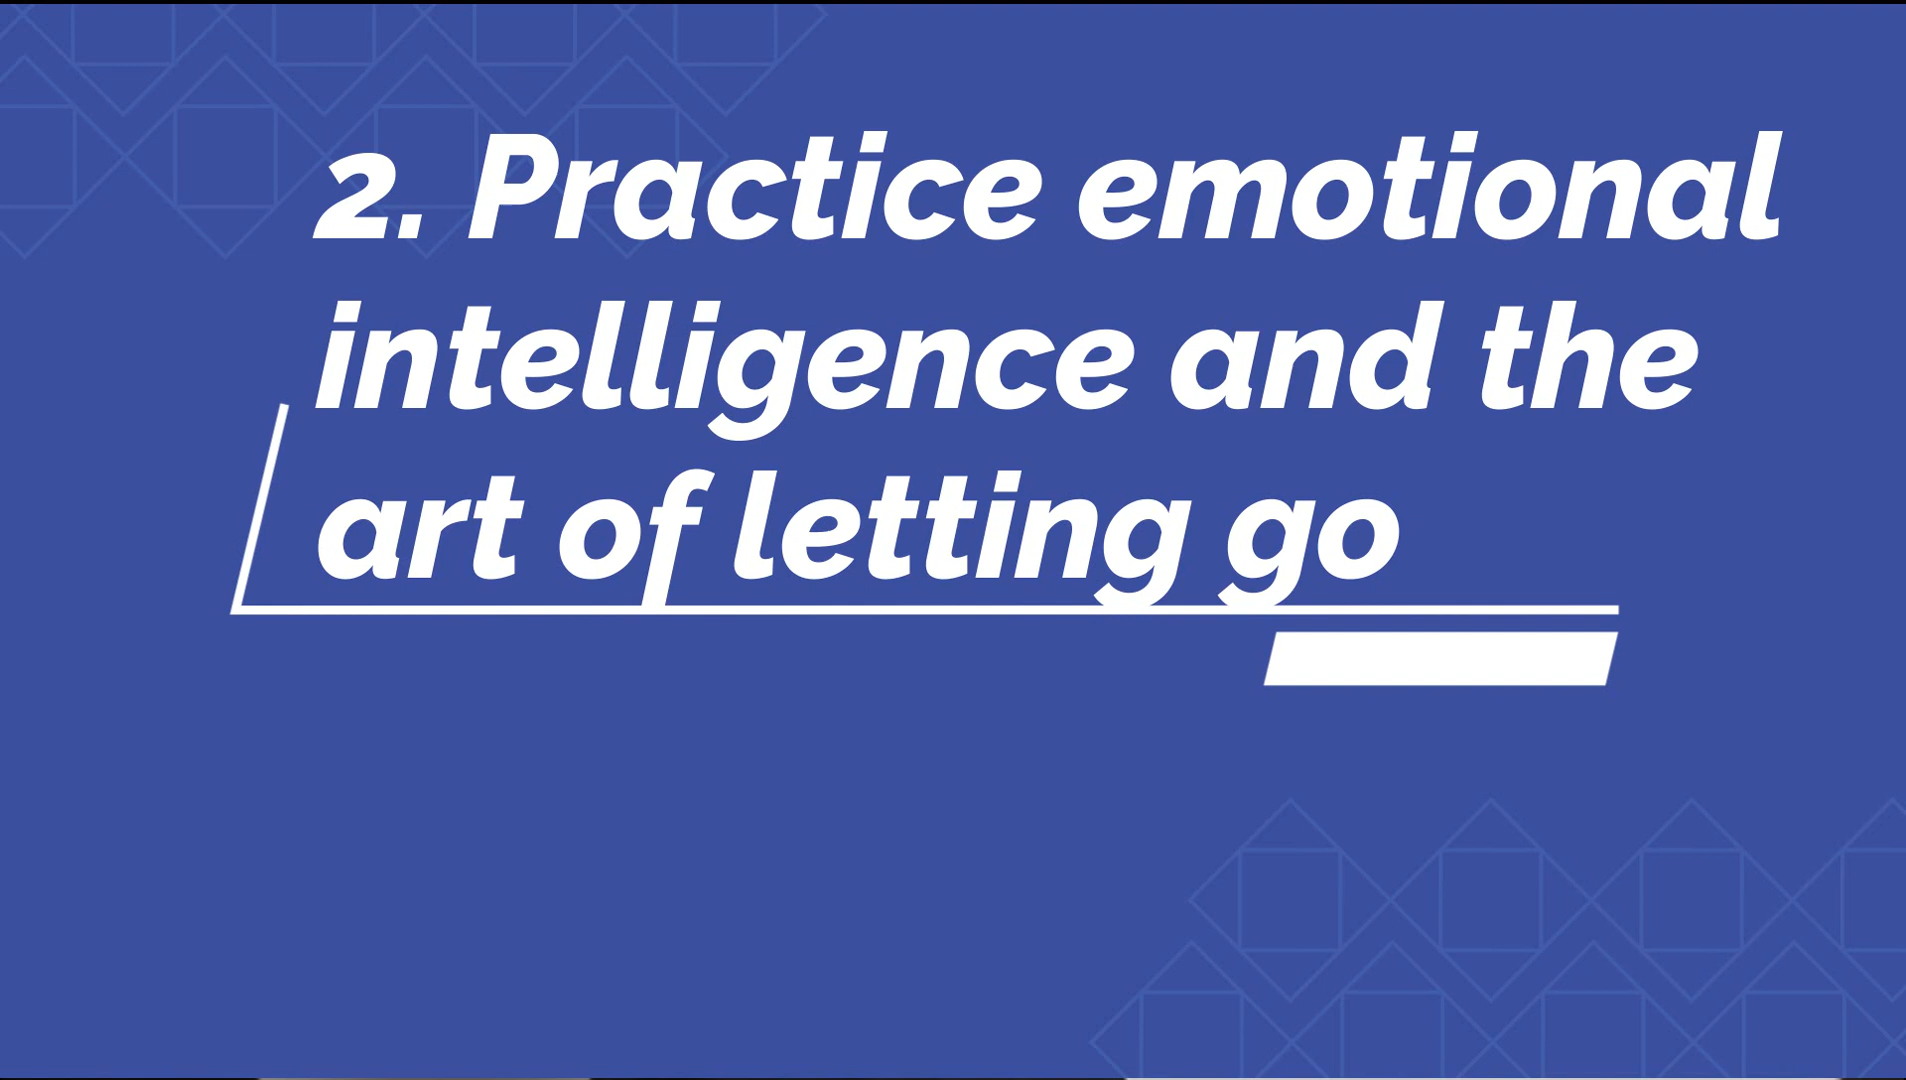 2. Practice emotional
intelligence and the
art of letting go